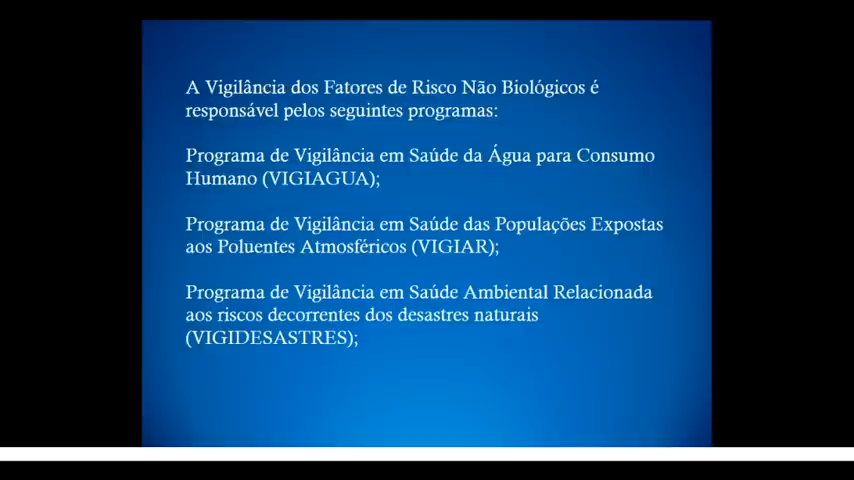 A Vigilância dos Fatores de Risco Não Biológicos é
responsável pelos seguintes programas:
Programa de Vigilância em Saúde da Água para Consumo
Humano (VIGIAGUA);
Programa de Vigilância em Saúde das Populações Expostas
aos Poluentes Atmosféricos (VIGIAR);
Programa de Vigilância em Saúde Ambiental Relacionada
aos riscos decorrentes dos desastres naturais
(VIGIDESASTRES);